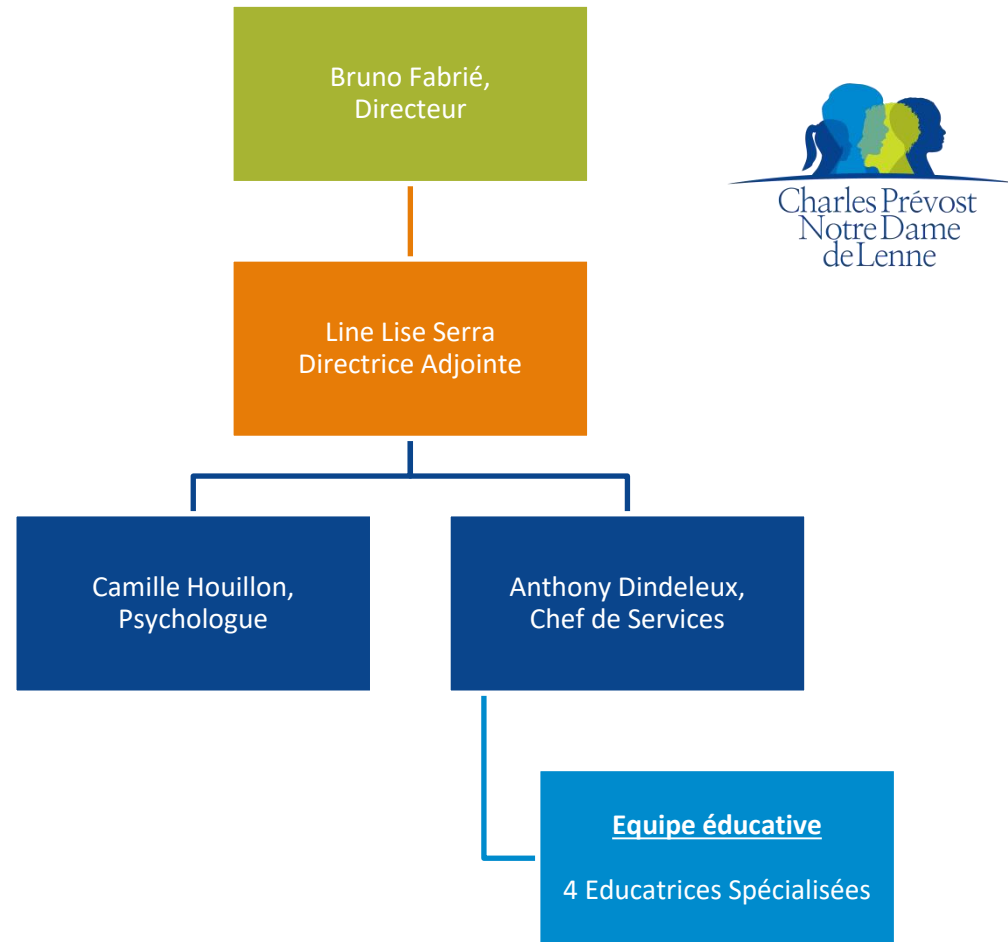 Bruno Fabrié,
Directeur
Charles Prévost
Notre Dame
de Lenne
Line Lise Serra
Directrice Adjointe
Camille Houillon,
Psychologue
Anthony Dindeleux,
Chef de Services
Equipe éducative
4 Educatrices Spécialisées